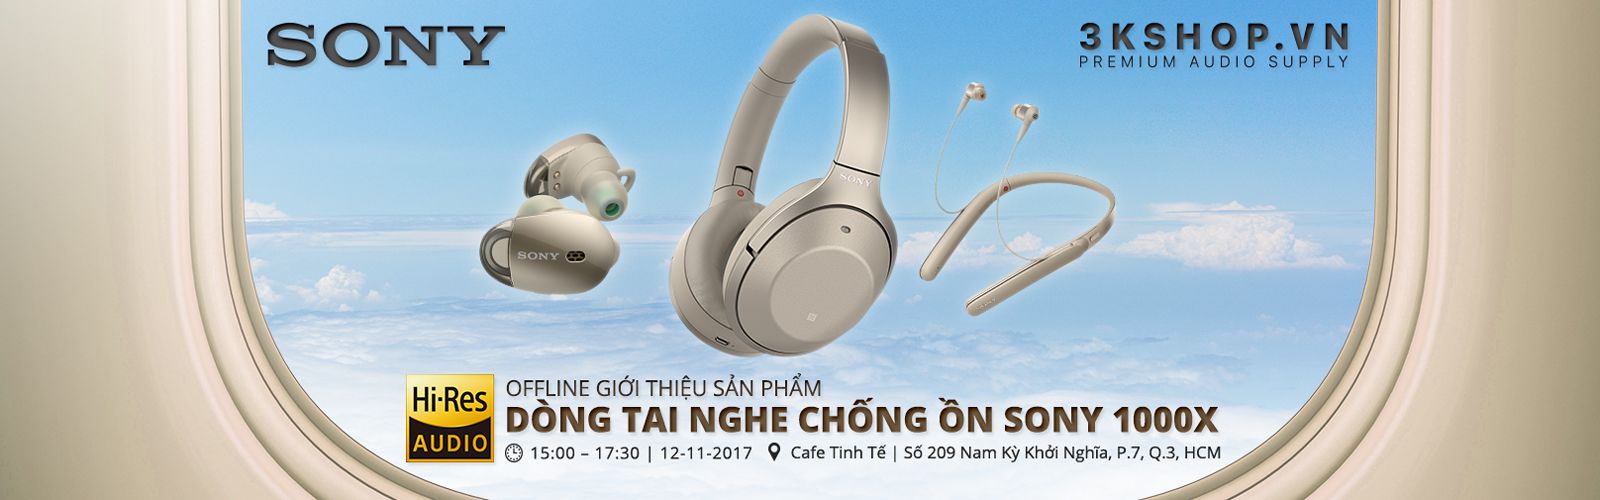 SONY
3KSHOP.VN
PREMIUM AUDIO SUPPLY
SONY
SONY
SONY
Hi-Res
AUDIO
OFFLINE GIỚI THIỆU SẢN PHẨM
DÒNG TAI NGHE CHỐNG ỒN SONY 1000X
15:00 – 17:30 | 12-11-2017 Cafe Tinh Tế | Số 209 Nam Kỳ Khởi Nghĩa, P.7, Q.3, HCM